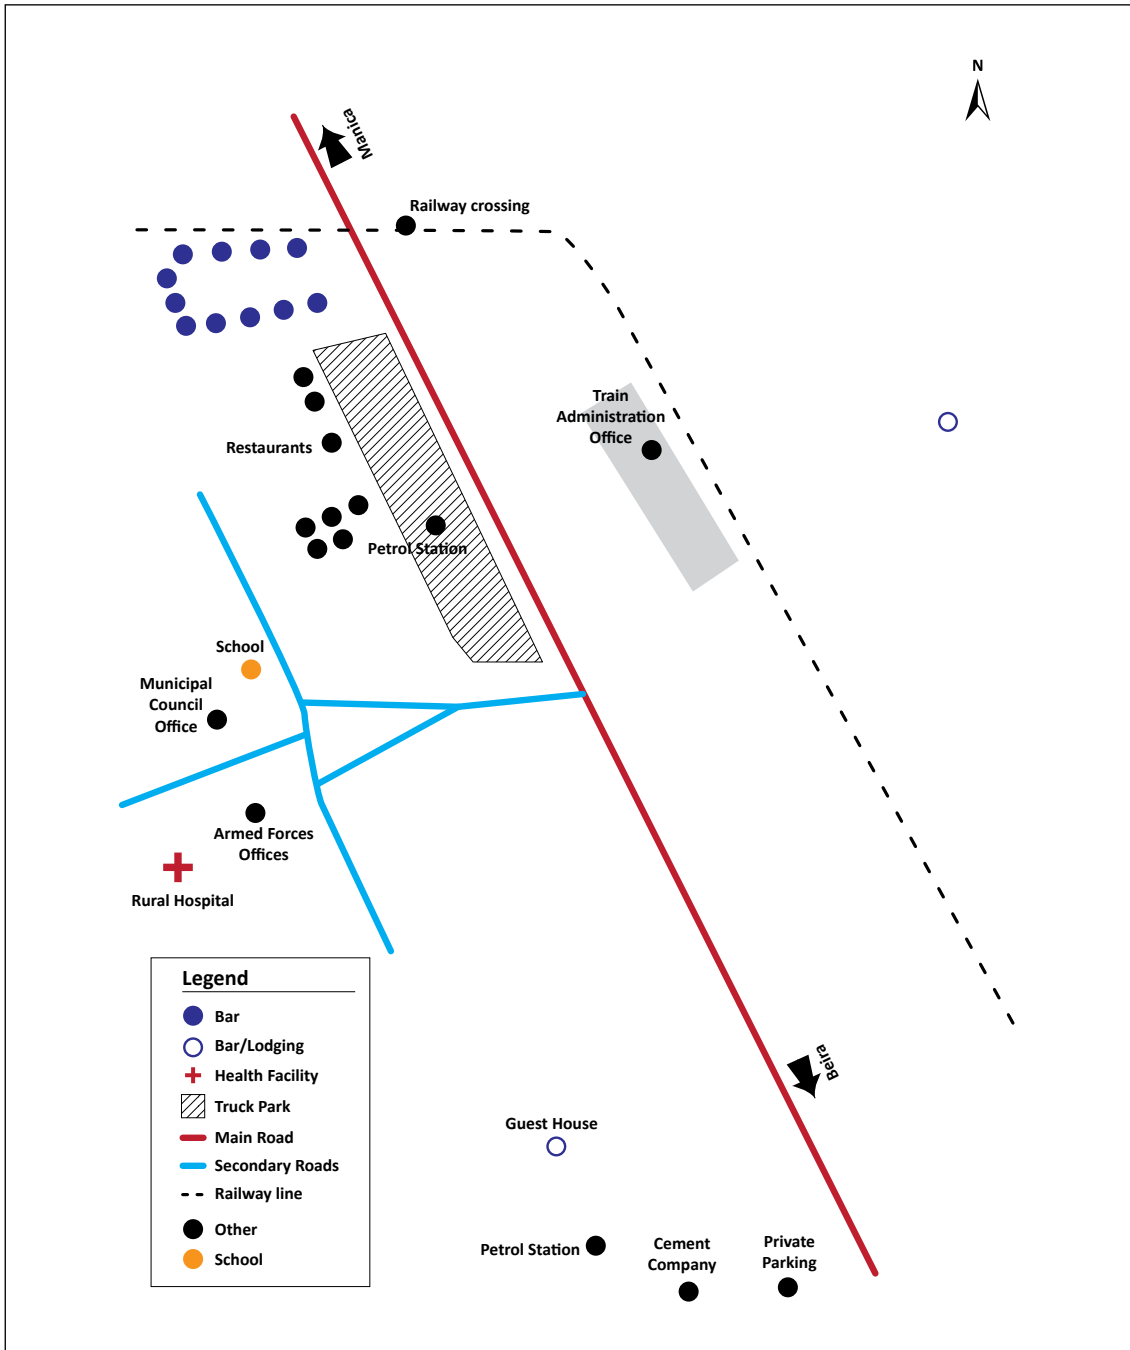 N
Manica
Railway crossing
Train
Administration
Office
Restaurants
Petrol Station
School
Municipal
Council
Office
Armed Forces
Offices
Rural Hospital
Legend
Bar
Bar/Lodging
Health Facility
Truck Park
Main Road
Secondary Roads
Railway line
Other
School
Beira
Guest House
Petrol Station
Cement
Company
Private
Parking